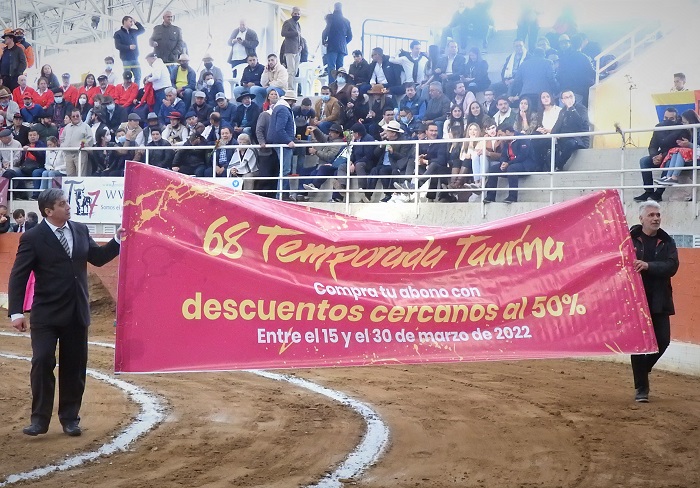 68 Temporada Taurina
Compra tu abono con
descuentos cercanos al 50%
Entre el 15 y el 30 de marzo de 2022